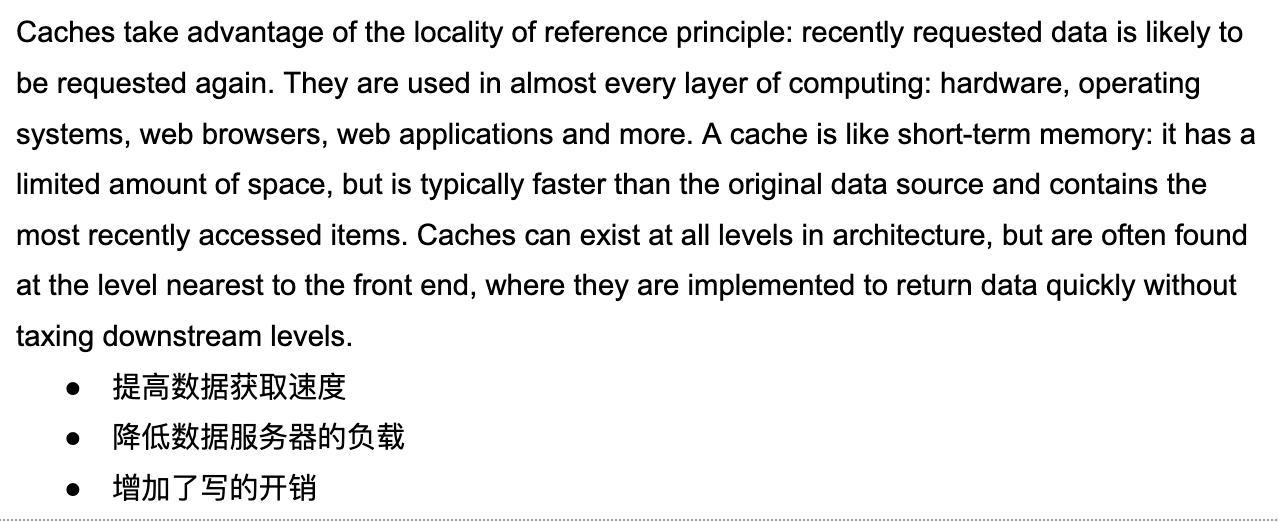 Caches take advantage of the locality of reference principle: recently requested data is likely to
be requested again. They are used in almost every layer of computing: hardware, operating
systems, web browsers, web applications and more. A cache is like short-term memory: it has a
limited amount of space, but is typically faster than the original data source and contains the
most recently accessed items. Caches can exist at all levels in architecture, but are often found
at the level nearest to the front end, where they are implemented to return data quickly without
taxing downstream levels.
● 提高数据获取速度
● 降低数据服务器的负载
● 增加了写的开销